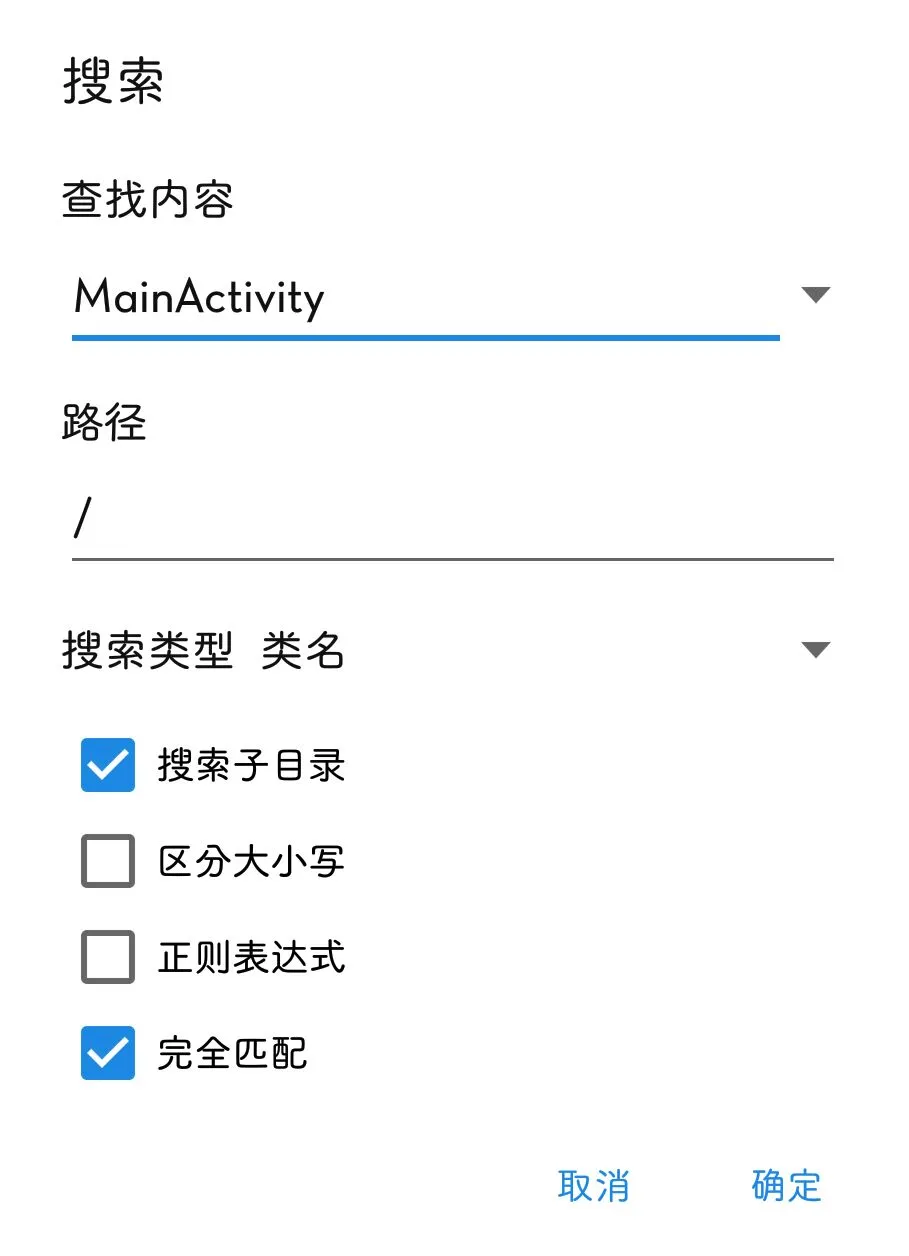 搜索
查找内容
MainActivity
路径
/
搜索类型 类名
搜索子目录
区分大小写
正则表达式
完全匹配
取消 确定